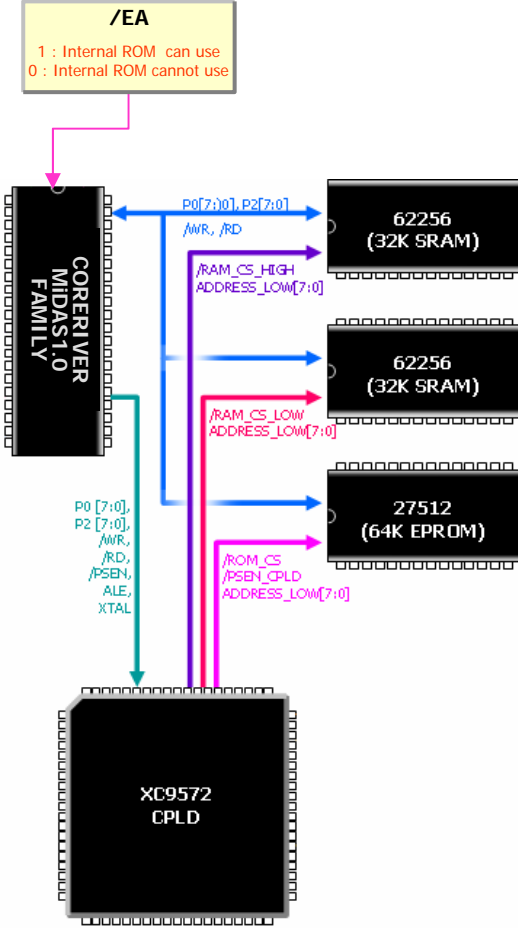 /EA
1 : Internal ROM can use
0 : Internal ROM cannot use
CORERIVER
MiDAS1.0
FAMILY
P0[7:)0], P2[7:0]
/WR, /RD
62256
(32K SRAM)
/RAM_CS_HIGH
ADDRESS_LOW[7:0]
62256
(32K SRAM)
/RAM_CS_LOW
ADDRESS_LOW[7:0]
27512
(64K EPROM)
P0 [7:0],
P2 [7:0],
/WR,
/RD,
/PSEN,
ALE,
XTAL
/ROM_CS
/PSEN_CPLD
ADDRESS_LOW[7:0]
XC9572
CPLD